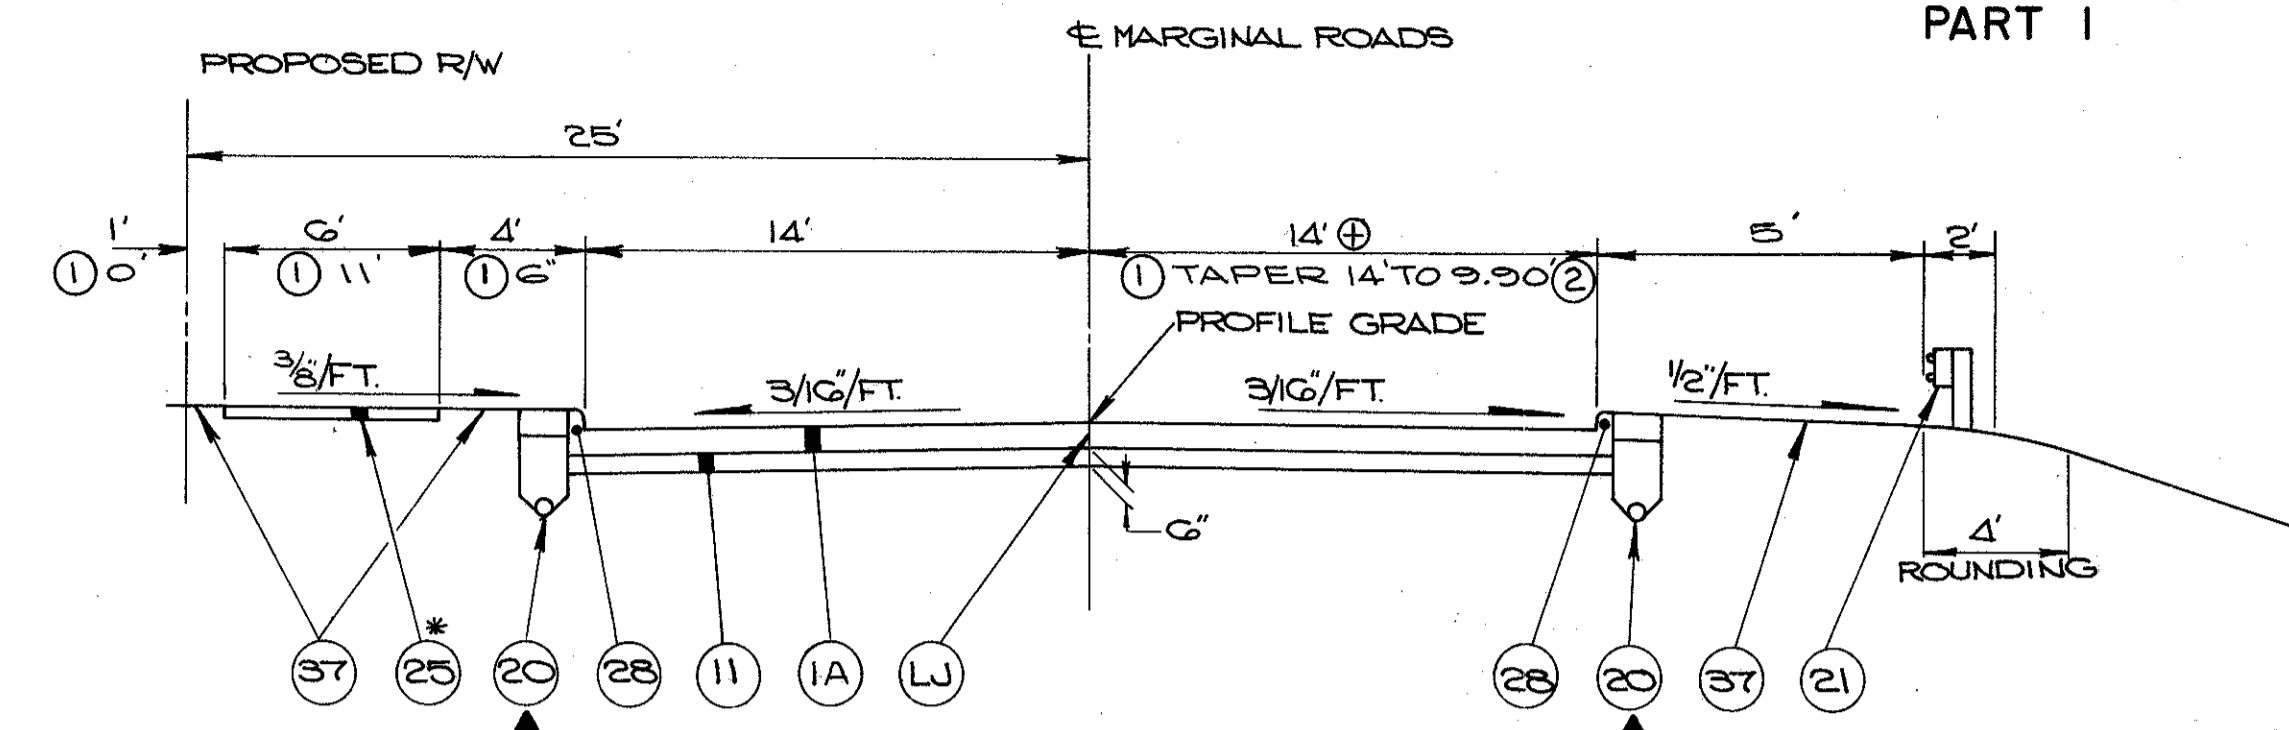 PART 1
℄ MARGINAL ROADS
PROPOSED R/W
25'
1'
6'
4'
14'
14' ⊕
5'
2'
① 0'
① 11'
① 6"
① TAPER 14' TO 9.90' ②
PROFILE GRADE
3/8"/FT.
3/16"/FT.
3/16"/FT.
1/2"/FT.
6"
4'
ROUNDING
*
37
25
20
28
11
1A
LJ
28
20
37
21